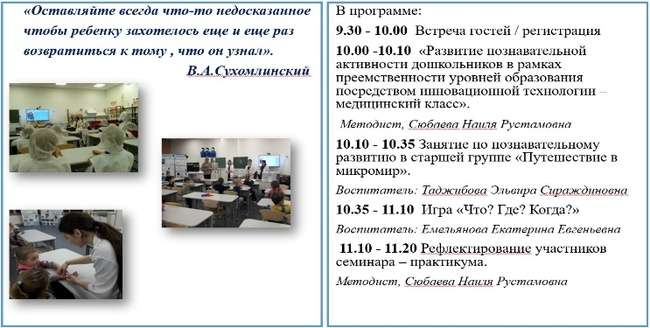 «Оставляйте всегда что-то недосказанное
чтобы ребенку захотелось еще и еще раз
возвратиться к тому , что он узнал».
В.А.Сухомлинский
В программе:
9.30 - 10.00 Встреча гостей / регистрация
10.00 -10.10 «Развитие познавательной
активности дошкольников в рамках
преемственности уровней образования
посредством инновационной технологии –
медицинский класс».
Методист, Сюбаева Наиля Рустамовна
10.10 - 10.35 Занятие по познавательному
развитию в старшей группе «Путешествие в
микромир».
Воспитатель: Таджибова Эльвира Сираждиновна
10.35 - 11.10 Игра «Что? Где? Когда?»
Воспитатель: Емельянова Екатерина Евгеньевна
11.10 - 11.20 Рефлектирование участников
семинара – практикума.
Методист, Сюбаева Наиля Рустамовна